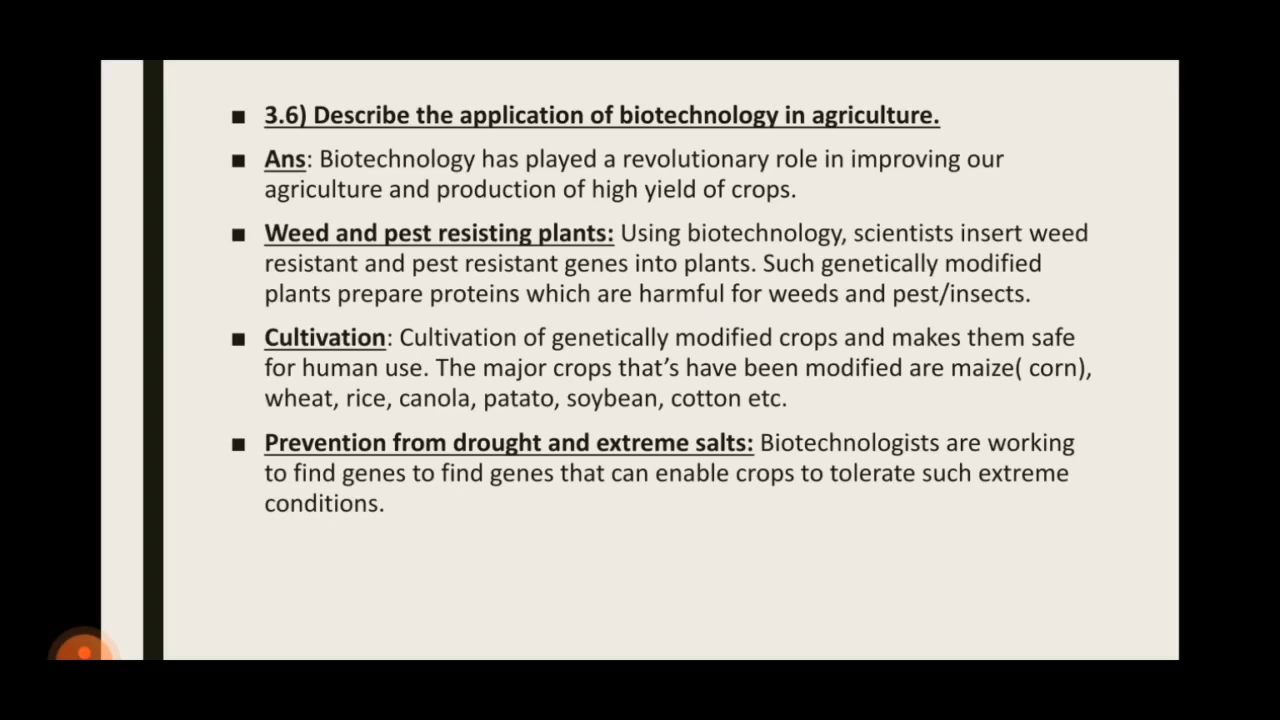 ■ 3.6) Describe the application of biotechnology in agriculture.
■ Ans: Biotechnology has played a revolutionary role in improving our
agriculture and production of high yield of crops.
■ Weed and pest resisting plants: Using biotechnology, scientists insert weed
resistant and pest resistant genes into plants. Such genetically modified
plants prepare proteins which are harmful for weeds and pest/insects.
■ Cultivation: Cultivation of genetically modified crops and makes them safe
for human use. The major crops that’s have been modified are maize( corn),
wheat, rice, canola, patato, soybean, cotton etc.
■ Prevention from drought and extreme salts: Biotechnologists are working
to find genes to find genes that can enable crops to tolerate such extreme
conditions.